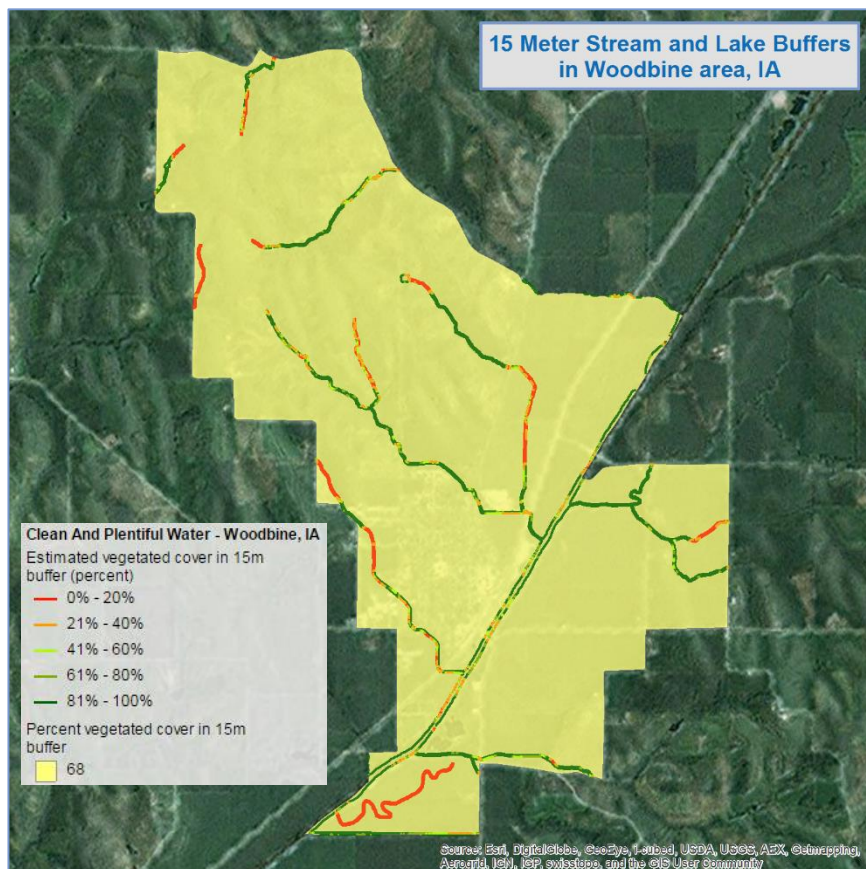 15 Meter Stream and Lake Buffers
in Woodbine area, IA
Clean And Plentiful Water - Woodbine, IA
Estimated vegetated cover in 15m
buffer (percent)
0% - 20%
21% - 40%
41% - 60%
61% - 80%
81% - 100%
Percent vegetated cover in 15m
buffer
68
Source: Esri, DigitalGlobe, GeoEye, i-cubed, USDA, USGS, AEX, Getmapping,
Aerogrid, IGN, IGP, swisstopo, and the GIS User Community